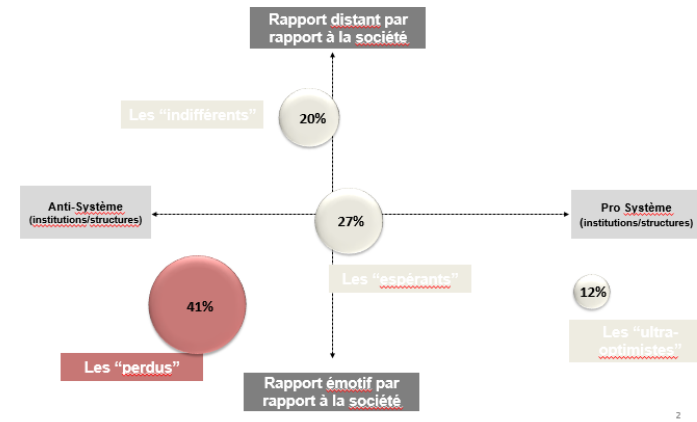 Rapport distant par
rapport à la société
Les “indifférents”
20%
Anti-Système
(institutions/structures)
27%
Pro Système
(institutions/structures)
Les “espérants”
12%
41%
Les “ultra-
optimistes”
Les “perdus”
Rapport émotif par
rapport à la société
2